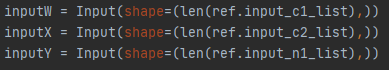 inputW = Input(shape=(len(ref.input_c1_list),))
inputX = Input(shape=(len(ref.input_c2_list),))
inputY = Input(shape=(len(ref.input_n1_list),))